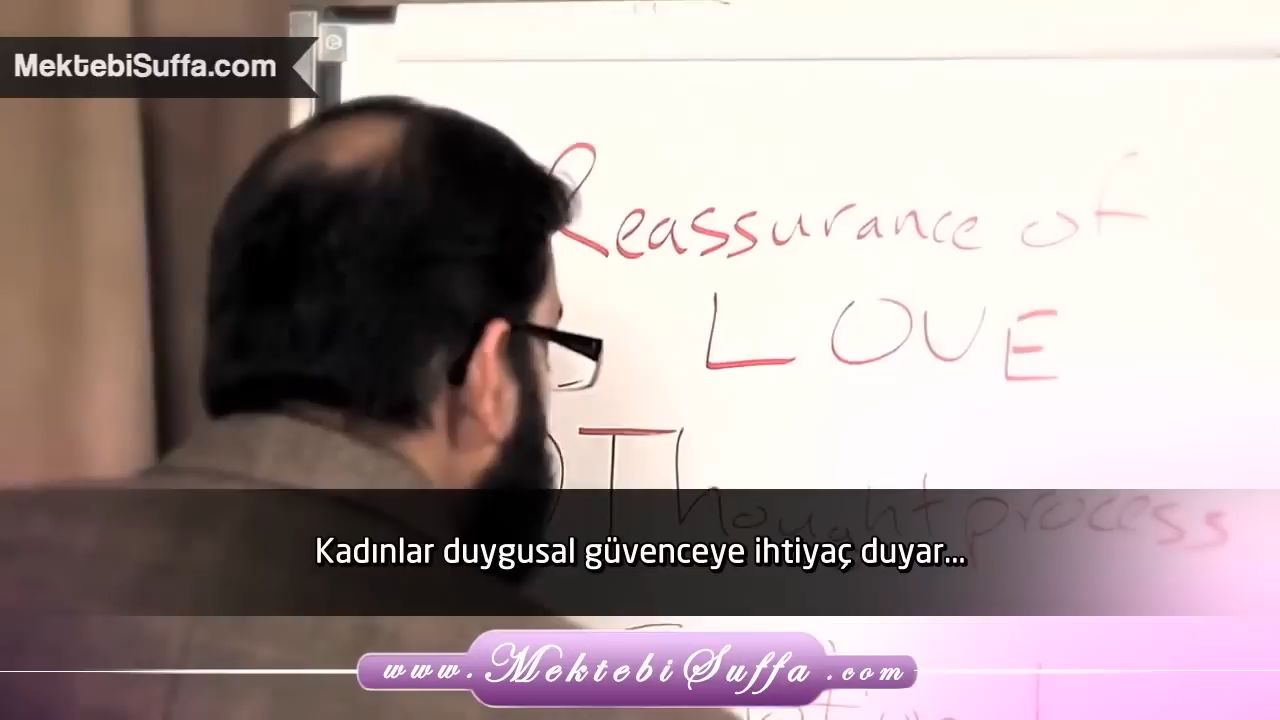 MektebiSuffa.com
Reassurance of
LOVE
Thought process
Kadınlar duygusal güvenceye ihtiyaç duyar...
www.MektebiSuffa.com